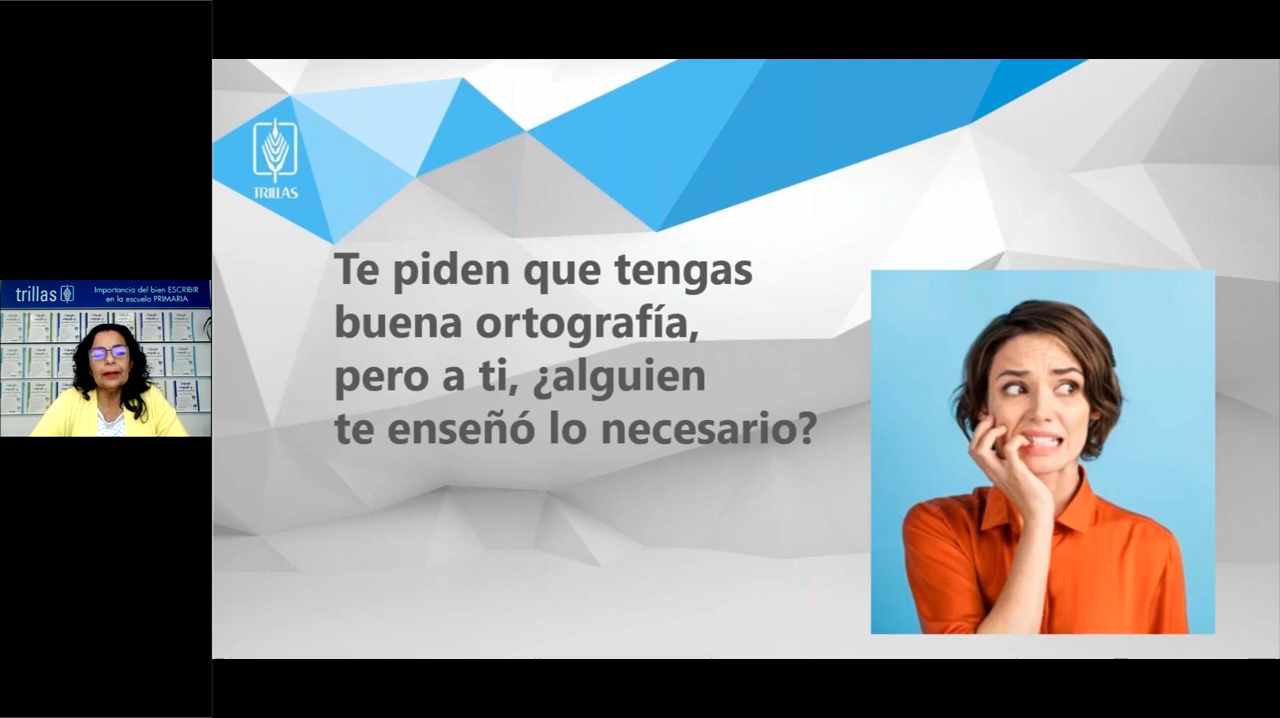 trillas
Importancia del bien ESCRIBIR
en la escuela PRIMARIA
TRILLAS
Te piden que tengas
buena ortografía,
pero a ti, ¿alguien
te enseñó lo necesario?